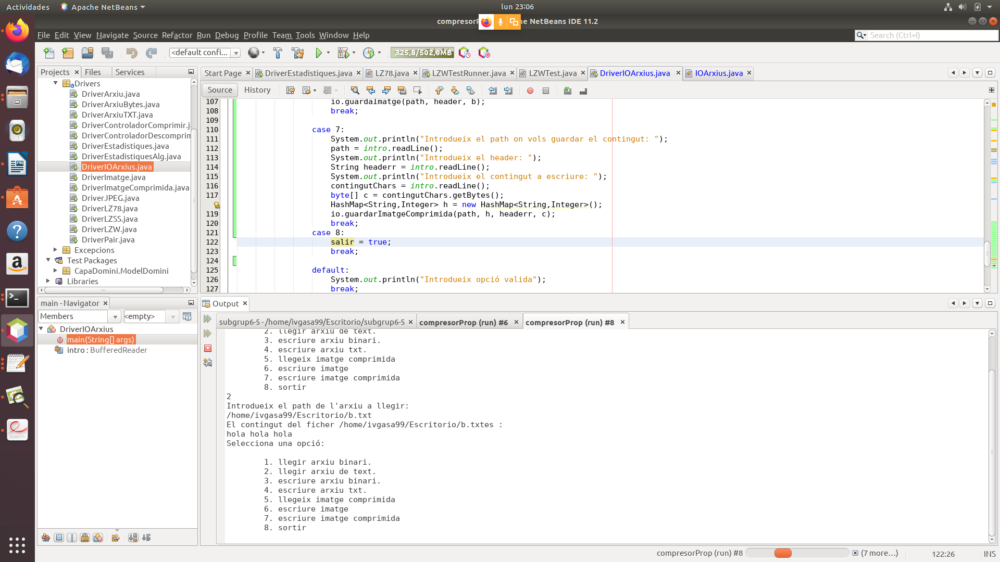 Actividades
Apache NetBeans
lun 23:06
NetBeans IDE 11.2
File Edit View Navigate Source Refactor Run Debug Profile Team Tools Window Help
Search (Ctrl+I)
<default confi...
325,8/502,0MB
Projects Files Services
Start Page DriverEstadistiques.java LZ78.java LZWTestRunner.java LZWTest.java DriverIOArxius.java IOArxius.java
Source History
Drivers
DriverArxiu.java
DriverArxiuBytes.java
DriverArxiuTXT.java
DriverControladorComprimir.j
DriverControladorDescomprim
DriverEstadistiques.java
DriverEstadistiquesAlg.java
DriverIOArxius.java
DriverImatge.java
DriverImatgeComprimida.java
DriverJPEG.java
DriverLZ78.java
DriverLZSS.java
DriverLZW.java
DriverPair.java
Excepcions
Test Packages
CapaDomini.ModelDomini
Libraries
107 io.guardaImatge(path, header, b);
108 break;
109
110 case 7:
111 System.out.println("Introdueix el path on vols guardar el contingut: ");
112 path = intro.readLine();
113 System.out.println("Introdueix el header: ");
114 String headerr = intro.readLine();
115 System.out.println("Introdueix el contingut a escriure: ");
116 contingutChars = intro.readLine();
117 byte[] c = contingutChars.getBytes();
HashMap<String,Integer> h = new HashMap<String,Integer>();
119 io.guardarImatgeComprimida(path, h, headerr, c);
120 break;
121 case 8:
122 salir = true;
123 break;
124
125 default:
126 System.out.println("Introdueix opció valida");
127 break;
main - Navigator
Members <empty>
DriverIOArxius
main(String[] args)
intro : BufferedReader
Output
subgrup6-5 - /home/ivgasa99/Escritorio/subgrup6-5 compresorProp (run) #6 compresorProp (run) #8
2. llegir arxiu de text.
3. escriure arxiu binari.
4. escriure arxiu txt.
5. llegeix imatge comprimida
6. escriure imatge
7. escriure imatge comprimida
8. sortir
2
Introdueix el path de l'arxiu a llegir:
/home/ivgasa99/Escritorio/b.txt
El contingut del ficher /home/ivgasa99/Escritorio/b.txtes :
hola hola hola
Selecciona una opció:
1. llegir arxiu binari.
2. llegir arxiu de text.
3. escriure arxiu binari.
4. escriure arxiu txt.
5. llegeix imatge comprimida
6. escriure imatge
7. escriure imatge comprimida
8. sortir
compresorProp (run) #8 (7 more...) 122:26 INS